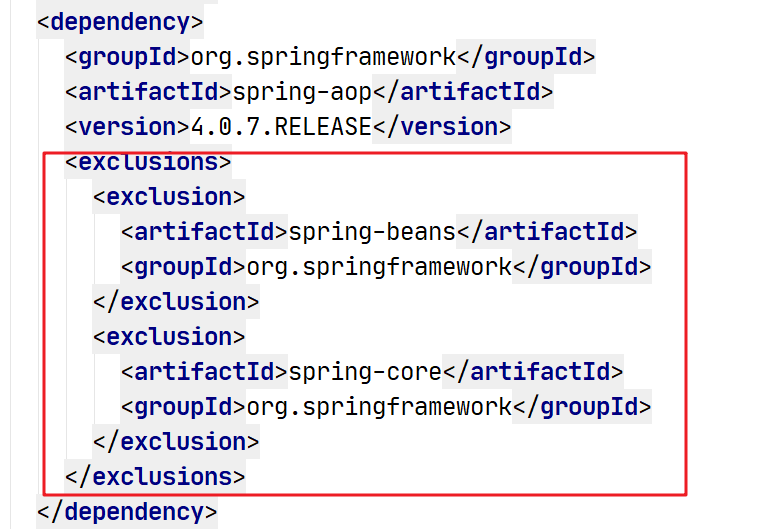 <dependency>
<groupId>org.springframework</groupId>
<artifactId>spring-aop</artifactId>
<version>4.0.7.RELEASE</version>
<exclusions>
<exclusion>
<artifactId>spring-beans</artifactId>
<groupId>org.springframework</groupId>
</exclusion>
<exclusion>
<artifactId>spring-core</artifactId>
<groupId>org.springframework</groupId>
</exclusion>
</exclusions>
</dependency>